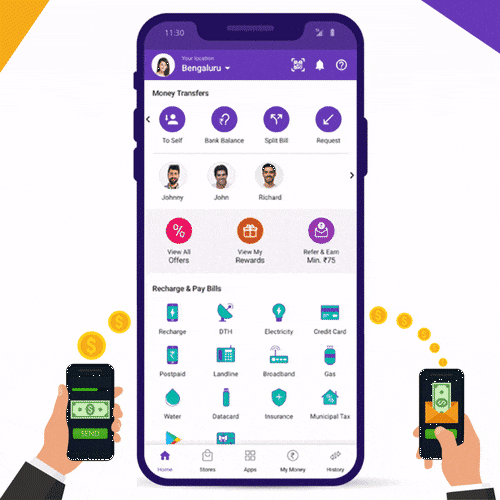 11:30
Your location
Bengaluru
Money Transfers
To Self
Bank Balance
Split Bill
Request
Johnny
John
Richard
View All
Offers
View My
Rewards
Refer & Earn
Min. ₹75
Recharge & Pay Bills
Recharge
DTH
Electricity
Credit Card
Postpaid
Landline
Broadband
Gas
Water
Datacard
Insurance
Municipal Tax
SEND
Home
Stores
Apps
My Money
History